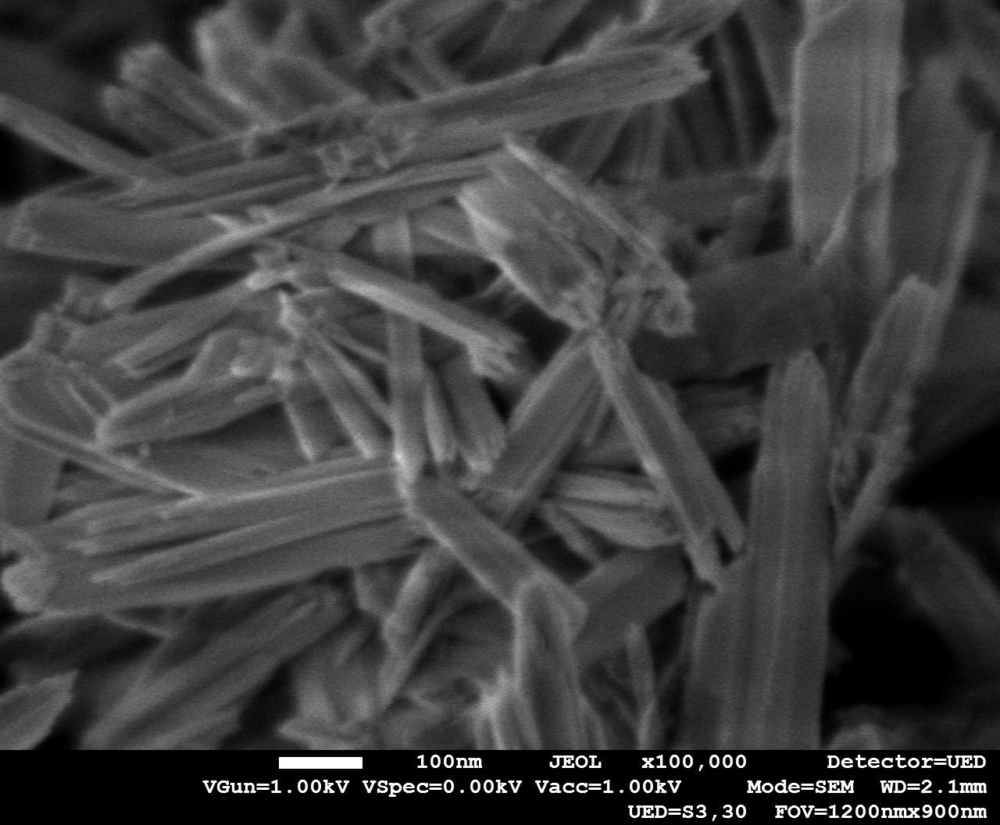 100nm JEOL x100,000 Detector=UED
VGun=1.00kV VSpec=0.00kV Vacc=1.00kV Mode=SEM WD=2.1mm
UED=S3,30 FOV=1200nmx900nm